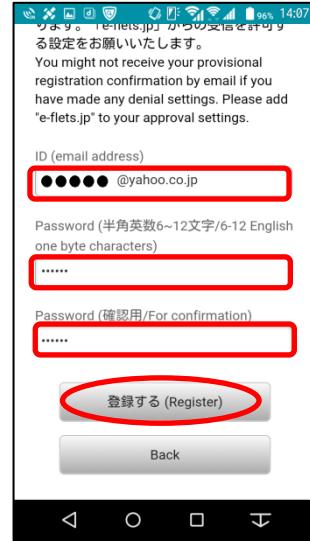 96% 14:07
ります。「e-flets.jp」からの受信を許可す
る設定をお願いいたします。
You might not receive your provisional
registration confirmation by email if you
have made any denial settings. Please add
"e-flets.jp" to your approval settings.
ID (email address)
●●●●● @yahoo.co.jp
Password (半角英数6~12文字/6-12 English
one byte characters)
••••••
Password (確認用/For confirmation)
••••••
登録する (Register)
Back